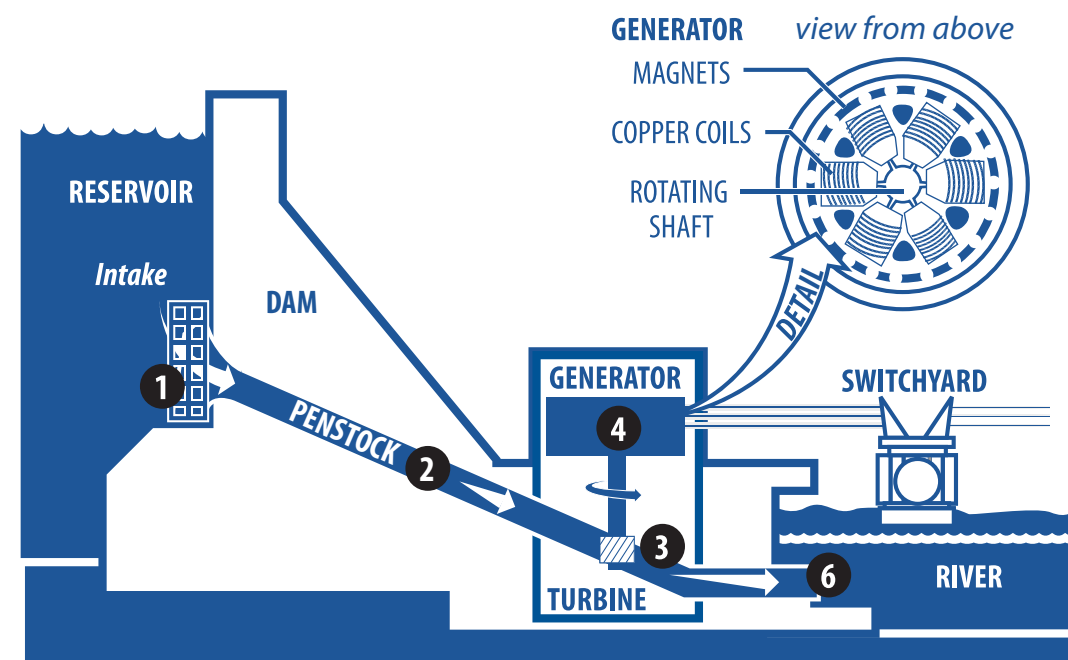 GENERATOR view from above
MAGNETS
COPPER COILS
ROTATING
SHAFT
DETAIL
RESERVOIR
Intake
DAM
1
PENSTOCK
2
GENERATOR
4
3
TURBINE
SWITCHYARD
6
RIVER